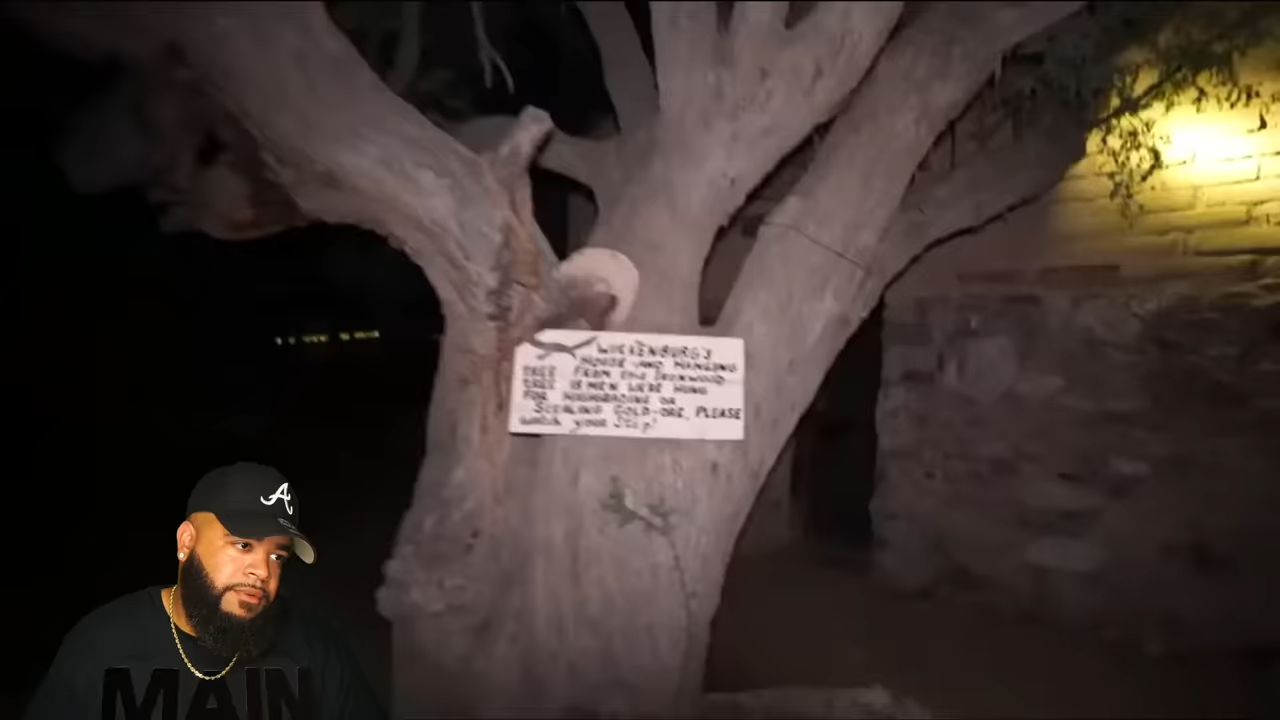 WICKENBURG'S
HOUSE AND HANGING
TREE FROM THE IRONWOOD
TREE 18 MEN WERE HUNG
FOR HIGHGRADING OR
STEALING GOLD-ORE, PLEASE
watch your Step!
A
MAIN